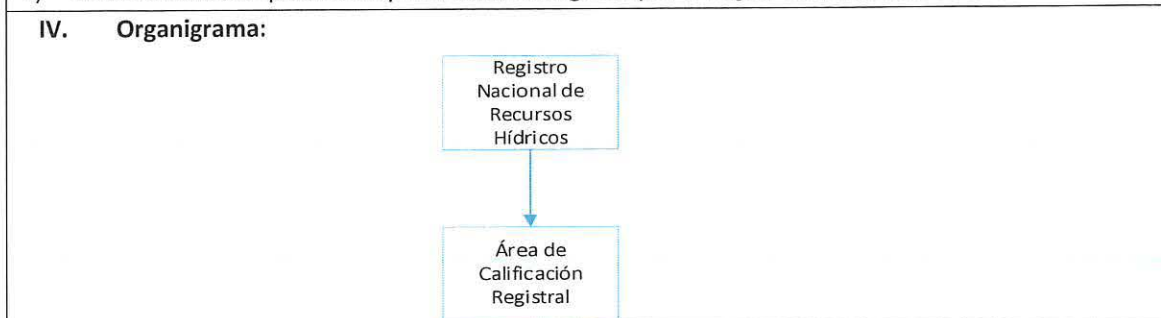 IV. Organigrama:
Registro
Nacional de
Recursos
Hídricos
Área de
Calificación
Registral